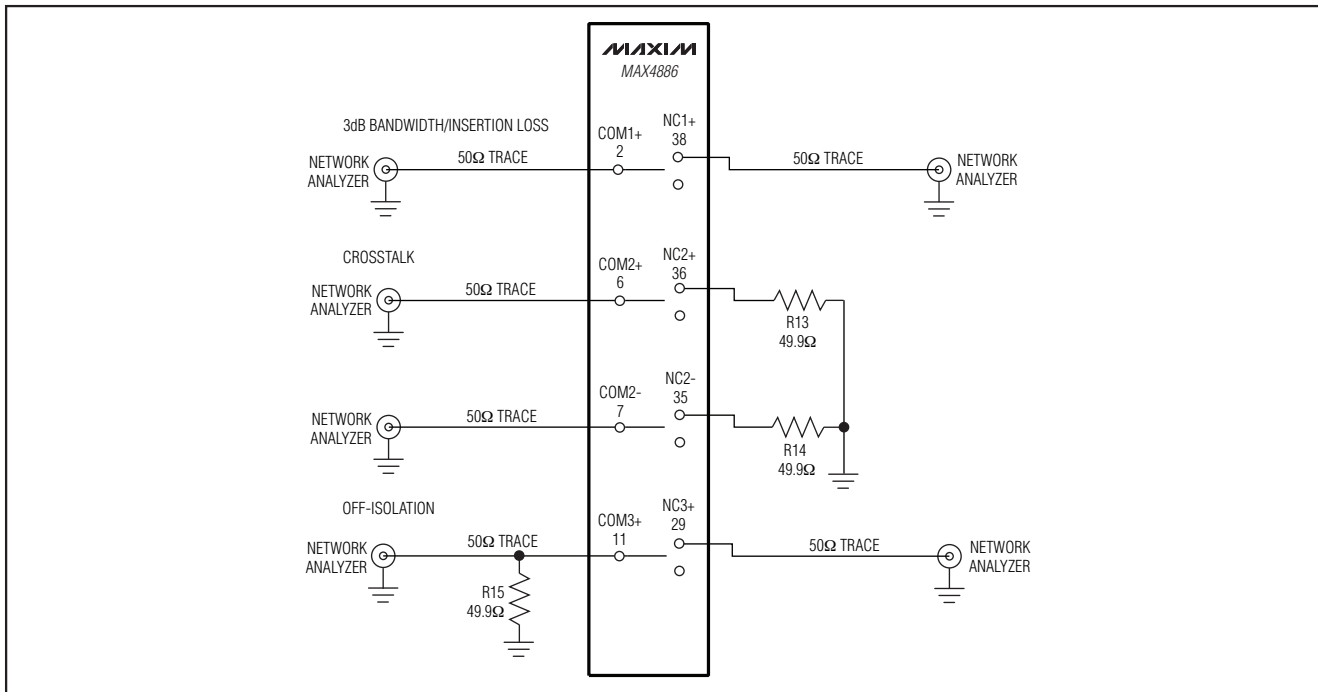 MAXIM
MAX4886
3dB BANDWIDTH/INSERTION LOSS
NETWORK
ANALYZER
50Ω TRACE
COM1+
2
NC1+
38
50Ω TRACE
NETWORK
ANALYZER
CROSSTALK
NETWORK
ANALYZER
50Ω TRACE
COM2+
6
NC2+
36
R13
49.9Ω
NETWORK
ANALYZER
50Ω TRACE
COM2-
7
NC2-
35
R14
49.9Ω
OFF-ISOLATION
NETWORK
ANALYZER
50Ω TRACE
R15
49.9Ω
COM3+
11
NC3+
29
50Ω TRACE
NETWORK
ANALYZER